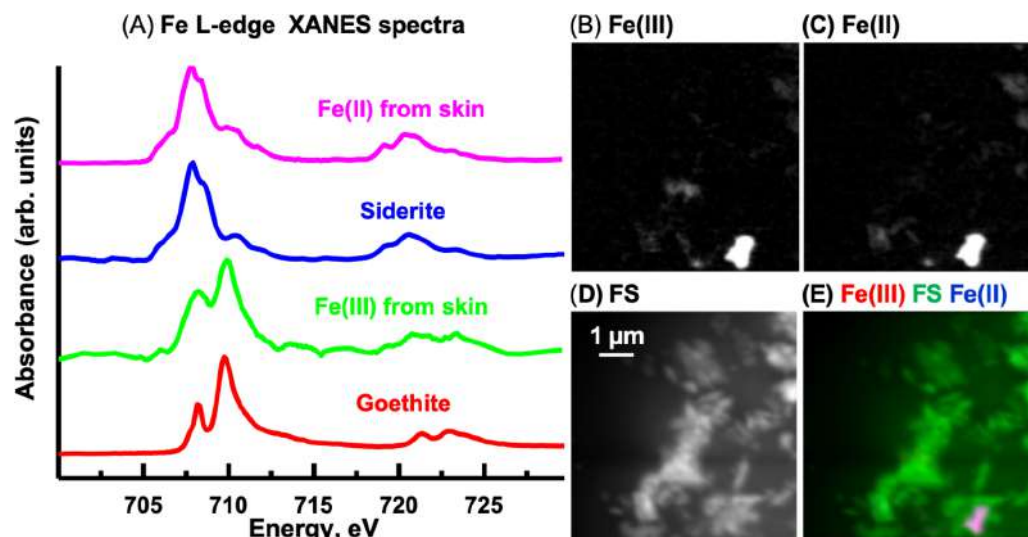 (A) Fe L-edge XANES spectra
Absorbance (arb. units)
Fe(II) from skin
Siderite
Fe(III) from skin
Goethite
705 710 715 720 725
Energy, eV
(B) Fe(III)
(C) Fe(II)
(D) FS
1 μm
(E) Fe(III) FS Fe(II)